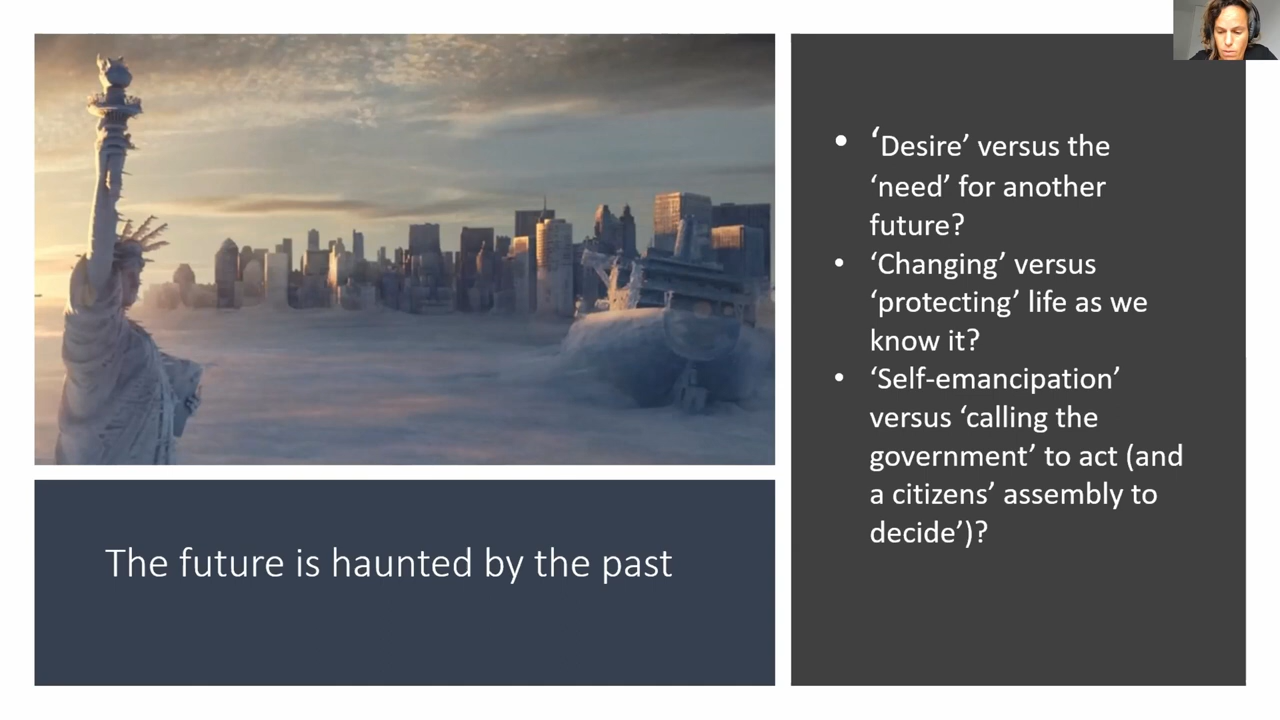 The future is haunted by the past
• ‘Desire’ versus the
‘need’ for another
future?
• ‘Changing’ versus
‘protecting’ life as we
know it?
• ‘Self-emancipation’
versus ‘calling the
government’ to act (and
a citizens’ assembly to
decide’)?